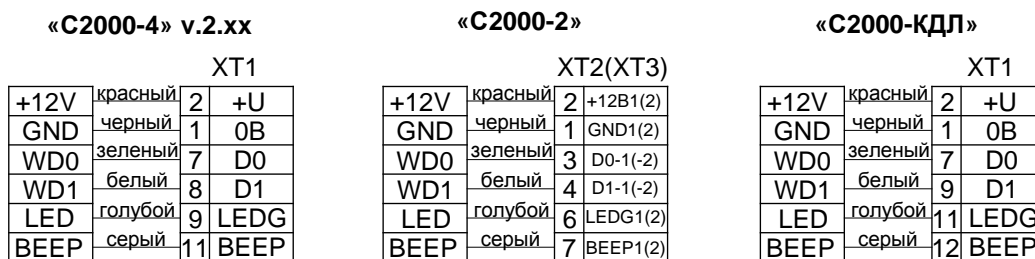 «С2000-4» v.2.xx
XT1
+12V красный 2 +U
GND черный 1 0В
WD0 зеленый 7 D0
WD1 белый 8 D1
LED голубой 9 LEDG
BEEP серый 11 BEEP
«С2000-2»
XT2(XT3)
+12V красный 2 +12В1(2)
GND черный 1 GND1(2)
WD0 зеленый 3 D0-1(-2)
WD1 белый 4 D1-1(-2)
LED голубой 6 LEDG1(2)
BEEP серый 7 BEEP1(2)
«С2000-КДЛ»
XT1
+12V красный 2 +U
GND черный 1 0В
WD0 зеленый 7 D0
WD1 белый 9 D1
LED голубой 11 LEDG
BEEP серый 12 BEEP